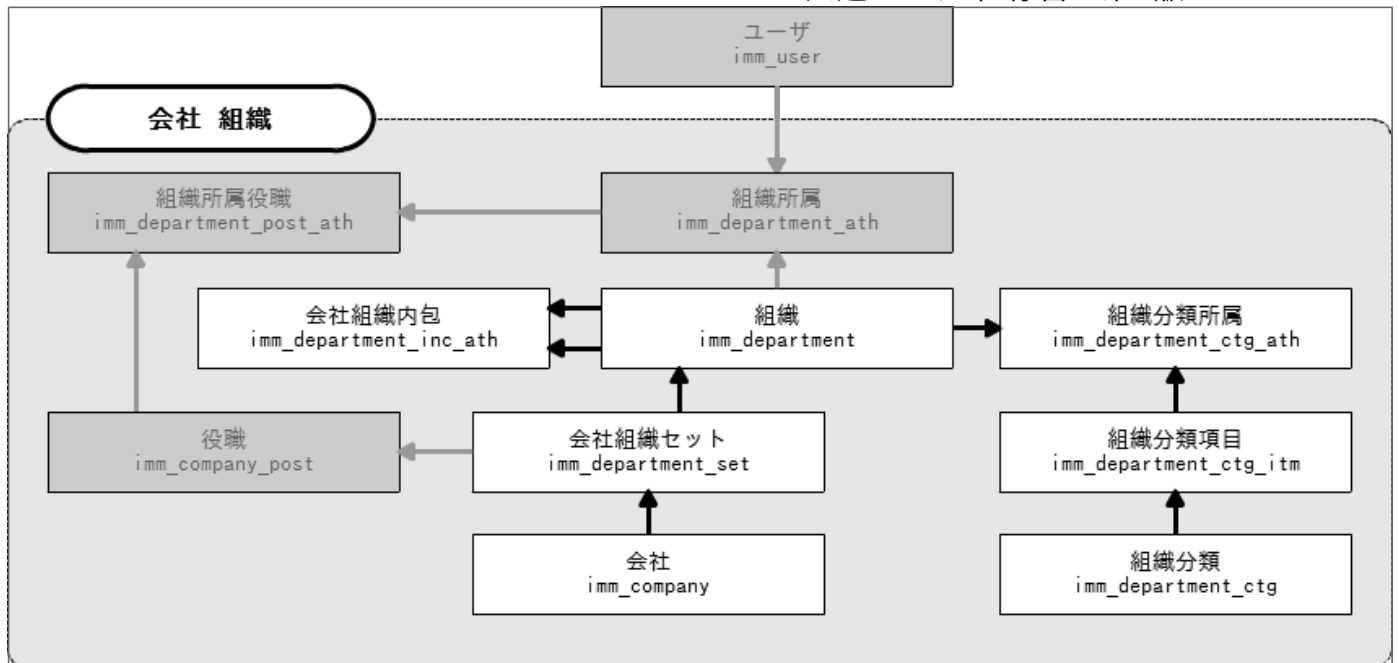 ユーザ
imm_user
会社 組織
組織所属役職
imm_department_post_ath
組織所属
imm_department_ath
会社組織内包
imm_department_inc_ath
組織
imm_department
組織分類所属
imm_department_ctg_ath
役職
imm_company_post
会社組織セット
imm_department_set
組織分類項目
imm_department_ctg_itm
会社
imm_company
組織分類
imm_department_ctg